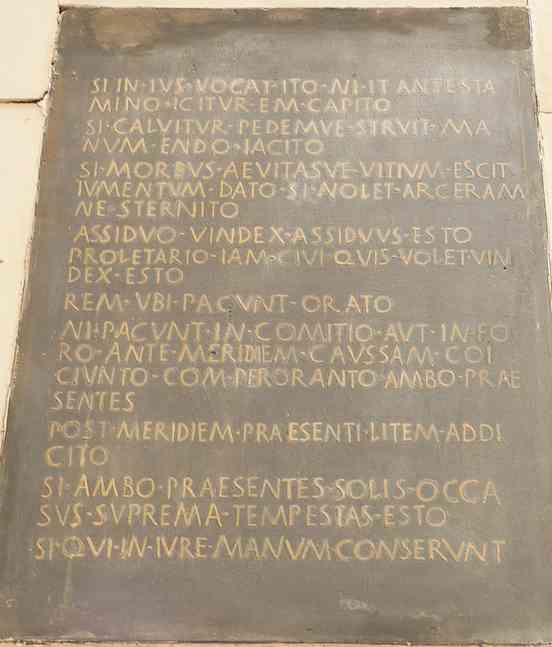 SI IN·IVS·VOCAT·ITO·NI·IT ANTESTA
MINO·ICITVR·EM·CAPITO
SI·CALVITVR·PEDEMVE·STRVIT·MA
NVM·ENDO·IACITO
SI·MORBVS·AEVITASVE·VITIVM·ESCIT
IVMENTVM·DATO·SI·NOLET·ARCERAM
NE·STERNITO
ASSIDVO·VINDEX·ASSIDVVS·ESTO
PROLETARIO·IAM·CIVI·QVIS·VOLET·VIN
DEX·ESTO
REM·VBI·PACVNT·ORATO
NI·PACVNT·IN·COMITIO·AVT·IN·FO
RO·ANTE·MERIDIEM·CAVSSAM·COI
CIVNTO·COM·PERORANTO·AMBO·PRAE
SENTES
POST·MERIDIEM·PRAESENTI·LITEM·ADDI
CITO
SI·AMBO·PRAESENTES·SOLIS·OCCA
SVS·SVPREMA·TEMPESTAS·ESTO
SI·QVI·IN·IVRE·MANVM·CONSERVNT